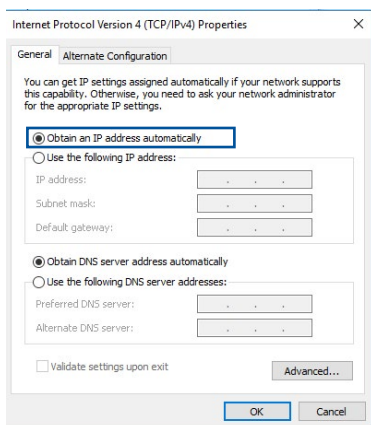 Internet Protocol Version 4 (TCP/IPv4) Properties
General
Alternate Configuration
You can get IP settings assigned automatically if your network supports
this capability. Otherwise, you need to ask your network administrator
for the appropriate IP settings.
Obtain an IP address automatically
Use the following IP address:
IP address:
Subnet mask:
Default gateway:
Obtain DNS server address automatically
Use the following DNS server addresses:
Preferred DNS server:
Alternate DNS server:
Validate settings upon exit
Advanced...
OK
Cancel